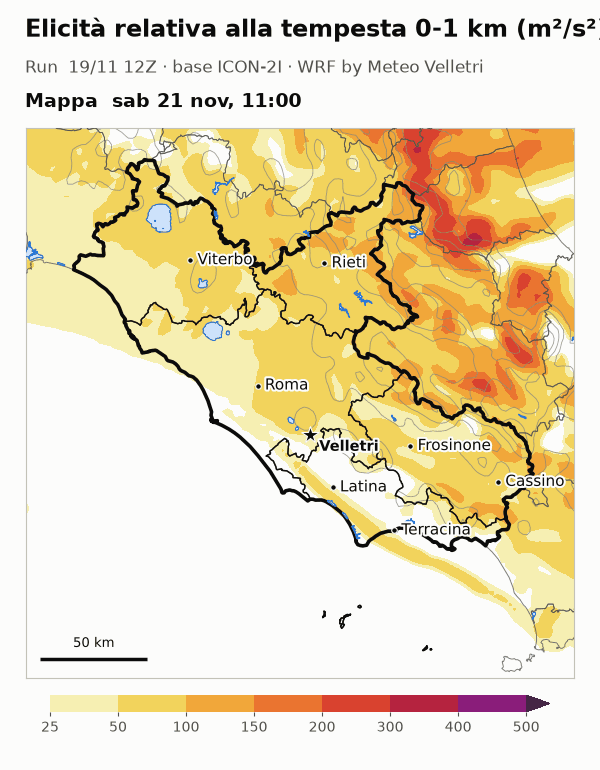 Elicità relativa alla tempesta 0-1 km (m²/s²)
Run 19/11 12Z · base ICON-2I · WRF by Meteo Velletri
Mappa sab 21 nov, 11:00
Viterbo
Rieti
Roma
Velletri
Frosinone
Latina
Cassino
Terracina
50 km
25 50 100 150 200 300 400 500